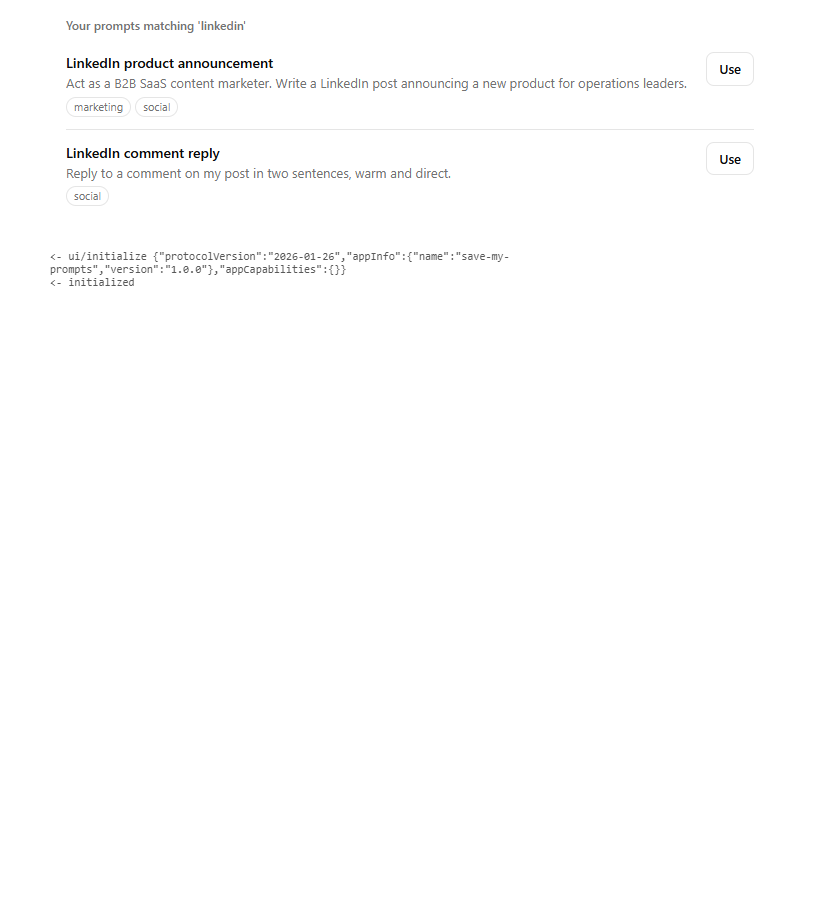 Your prompts matching 'linkedin'
LinkedIn product announcement
Use
Act as a B2B SaaS content marketer. Write a LinkedIn post announcing a new product for operations leaders.
marketing social
LinkedIn comment reply
Use
Reply to a comment on my post in two sentences, warm and direct.
social
<- ui/initialize {"protocolVersion":"2026-01-26","appInfo":{"name":"save-my-
prompts","version":"1.0.0"},"appCapabilities":{}}
<- initialized